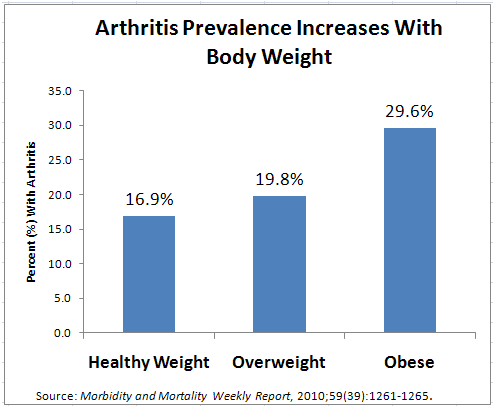 Arthritis Prevalence Increases With
Body Weight
Percent (%) With Arthritis
35.0
30.0
25.0
20.0
15.0
10.0
5.0
0.0
16.9%
19.8%
29.6%
Healthy Weight
Overweight
Obese
Source: Morbidity and Mortality Weekly Report, 2010;59(39):1261-1265.